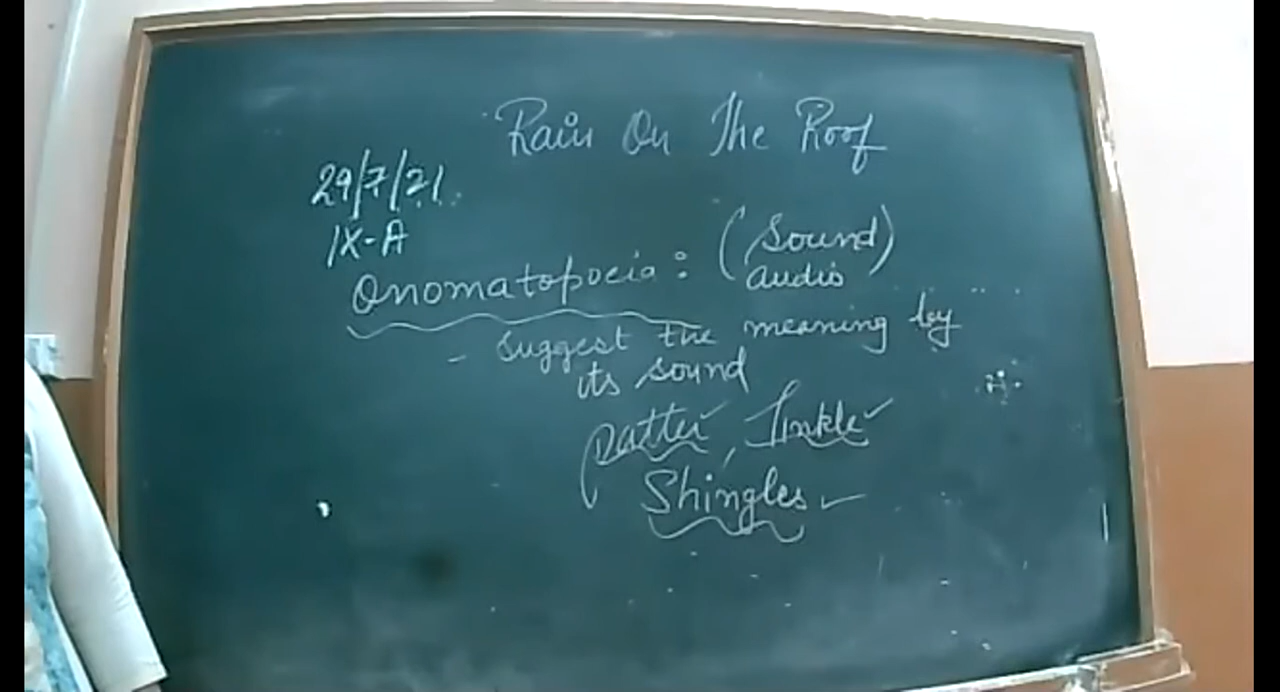 Rain On The Roof
29/7/21.
IX-A
Onomatopoeia : (Sound)
audio
- suggest the meaning by
its sound
patter, Tinkle
Shingles